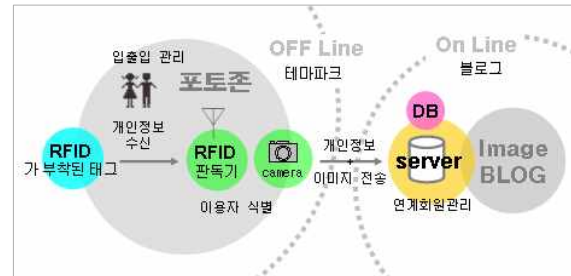 입출입 관리
포토존
OFF Line
테마파크
On Line
블로그
DB
개인정보
수신
RFID
가 부착된 태그
RFID
판독기
camera
이용자 식별
개인정보
+
이미지 전송
server
연계회원관리
Image
BLOG